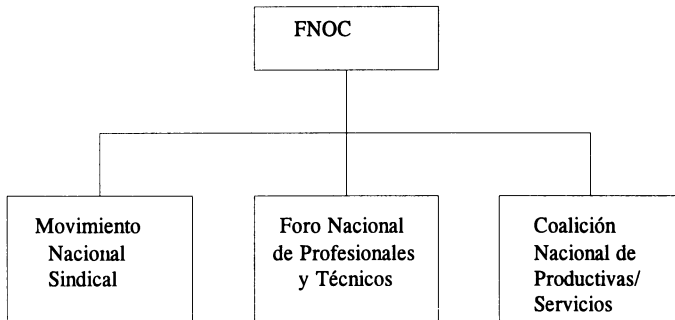 FNOC
Movimiento
Nacional
Sindical
Foro Nacional
de Profesionales
y Técnicos
Coalición
Nacional de
Productivas/
Servicios